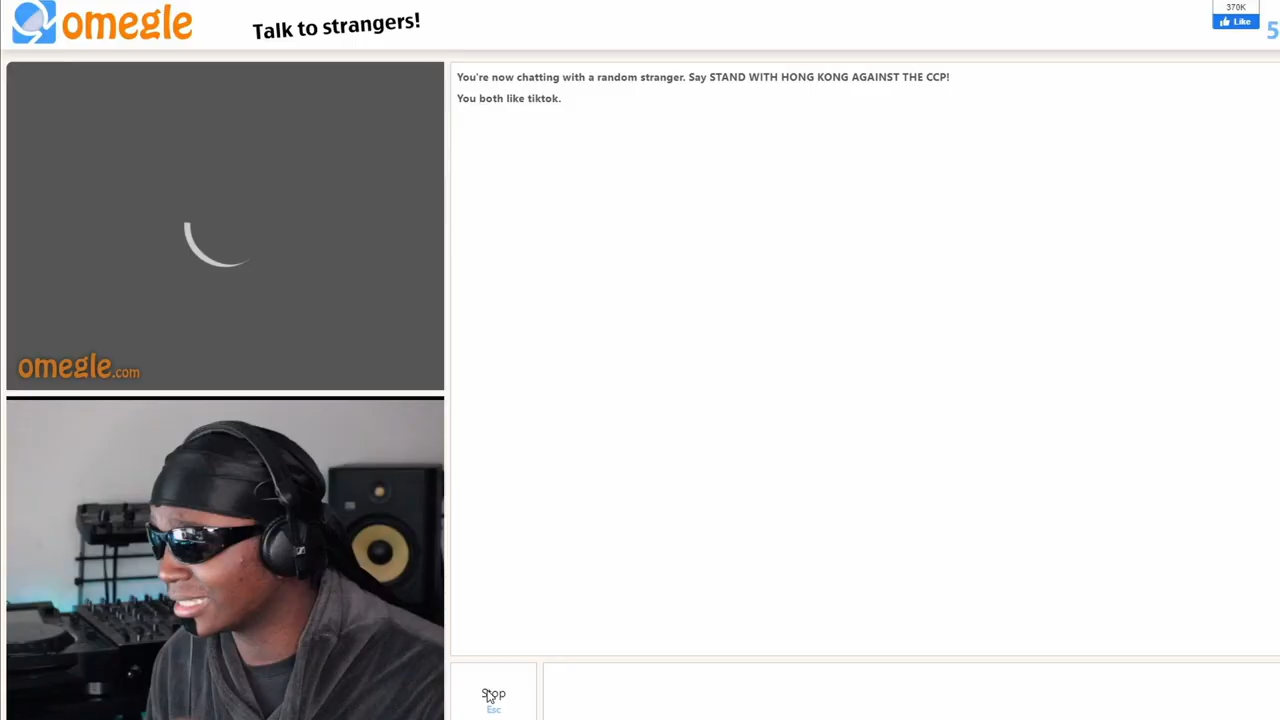 omegle
Talk to strangers!
370K
Like
5
You're now chatting with a random stranger. Say STAND WITH HONG KONG AGAINST THE CCP!
You both like tiktok.
omegle.com
Stop
Esc